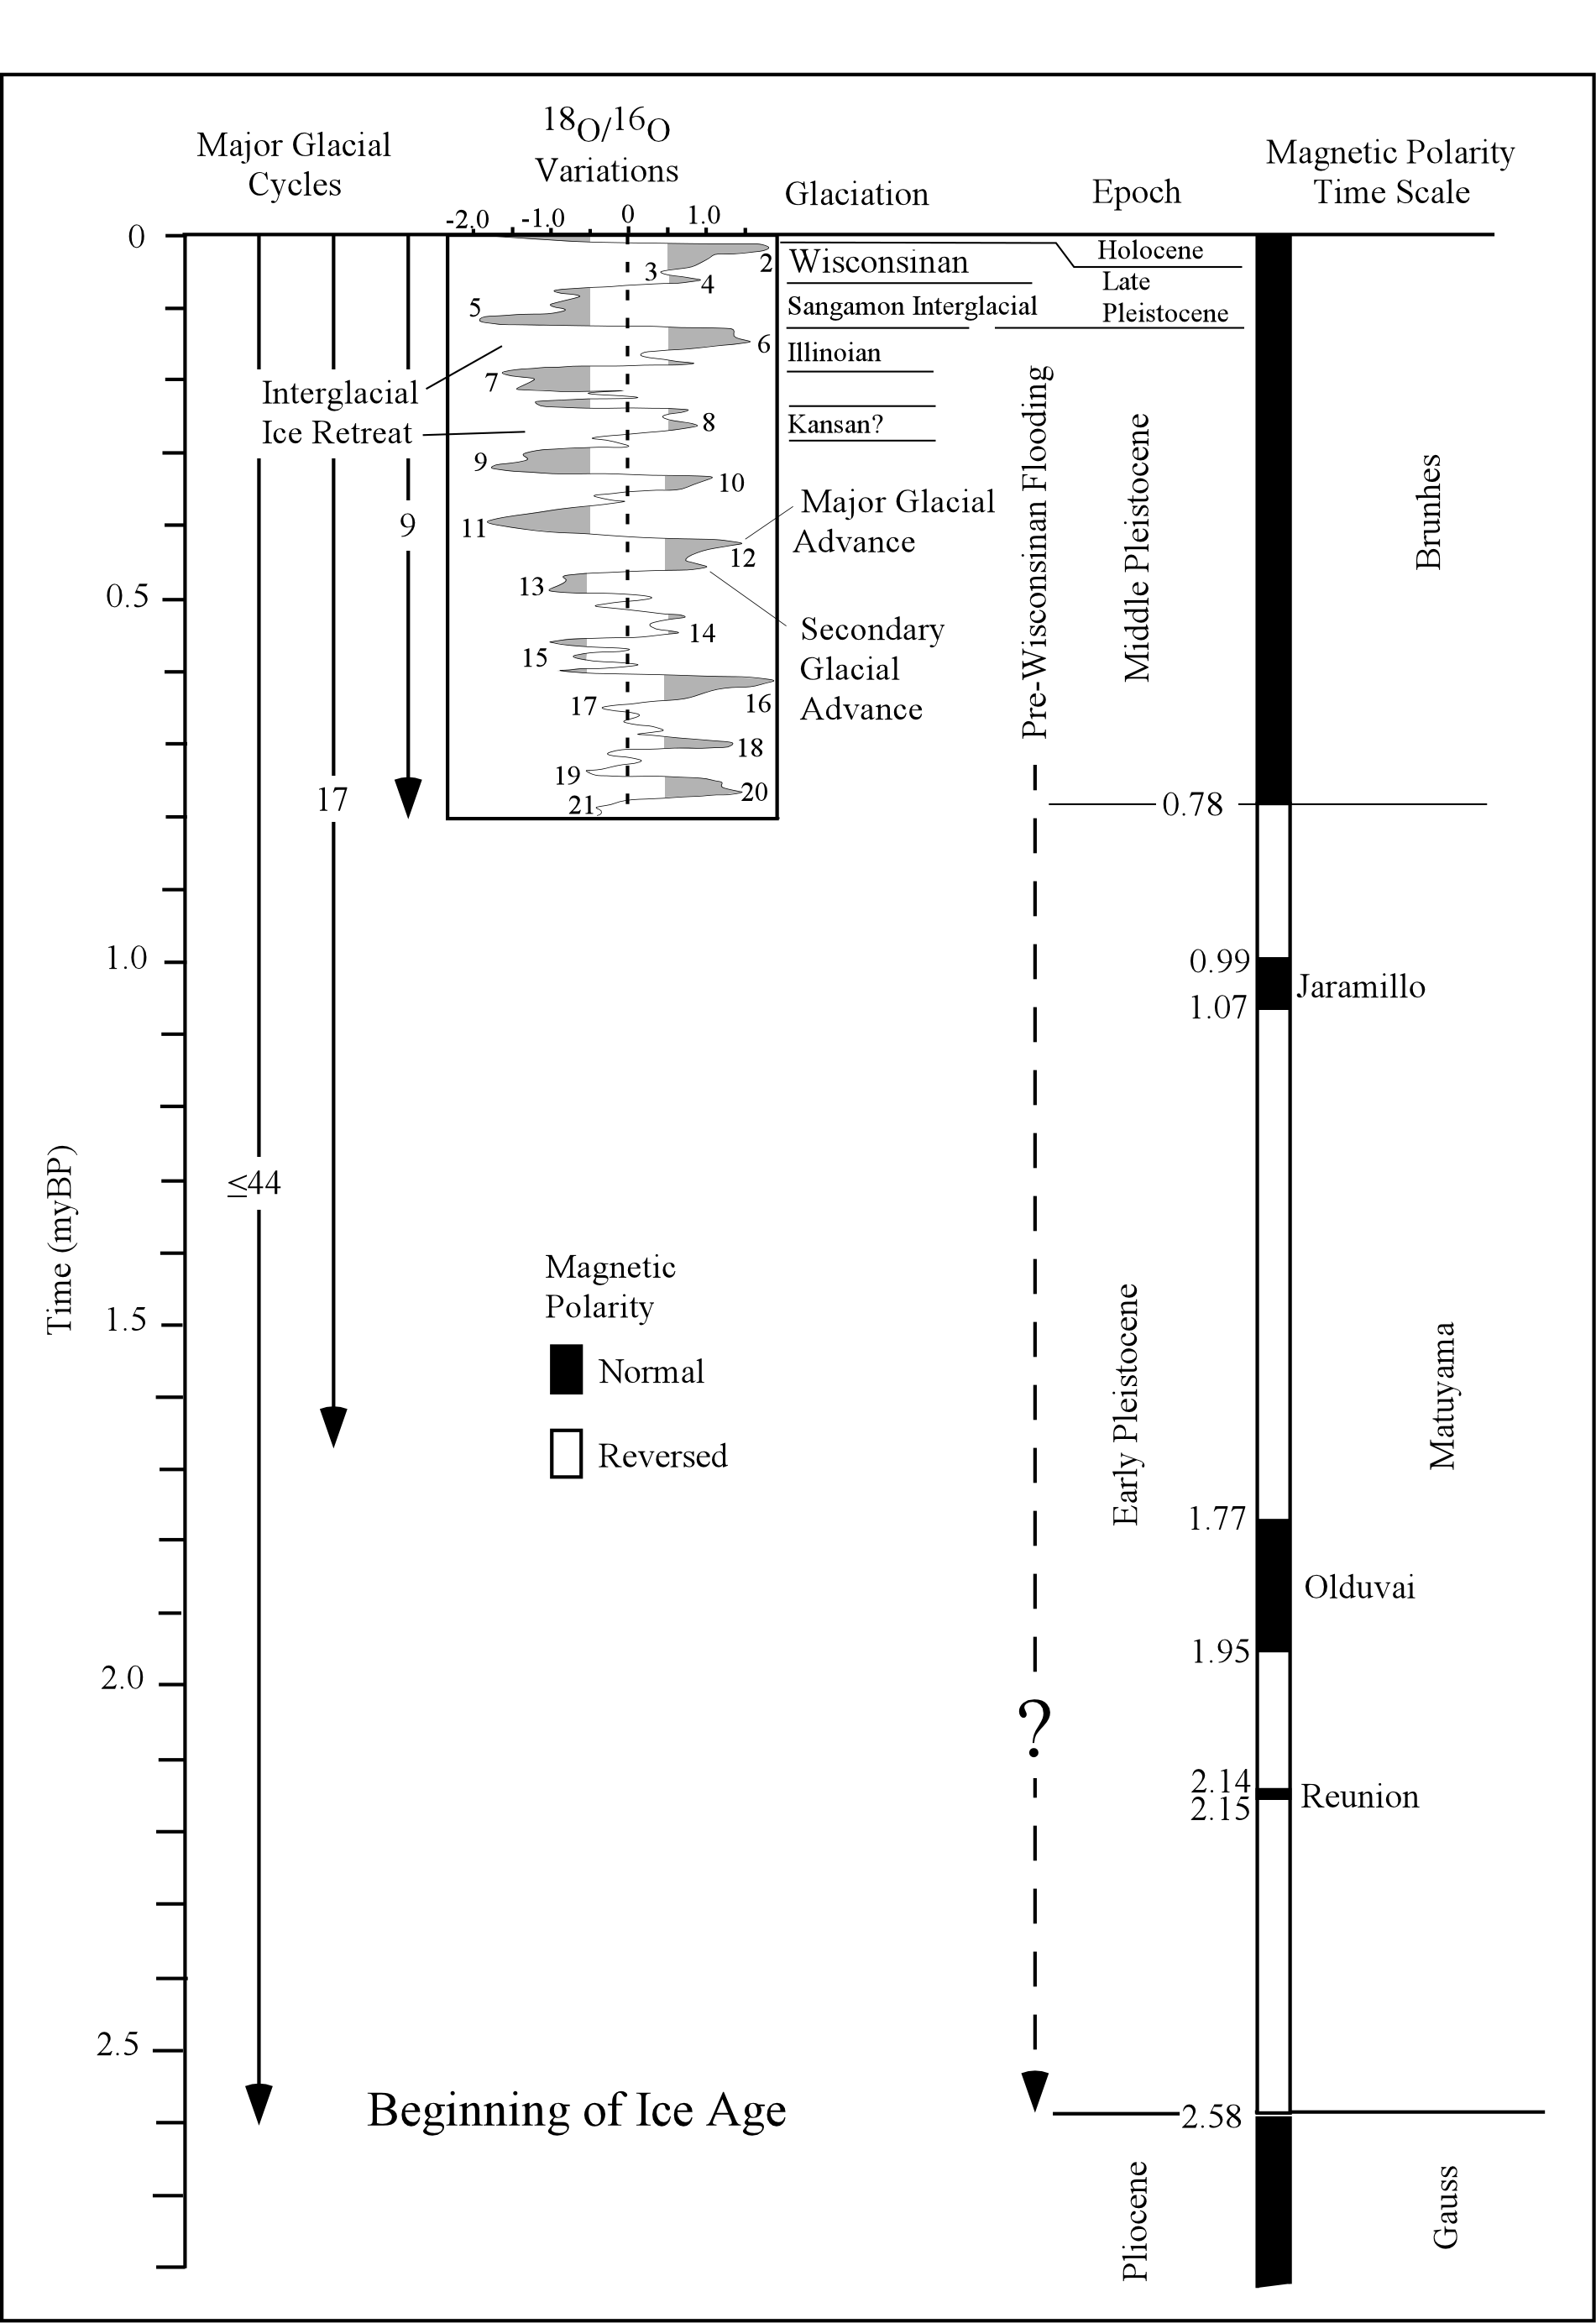 Major Glacial
Cycles
18O/16O
Variations
Glaciation
Epoch
Magnetic Polarity
Time Scale
-2.0 -1.0 0 1.0
0
0.5
1.0
1.5
2.0
2.5
Time (myBP)
≤44
17
9
Interglacial
Ice Retreat
2
3
4
5
6
7
8
9
10
11
12
13
14
15
16
17
18
19
20
21
Wisconsinan
Sangamon Interglacial
Illinoian
Kansan?
Major Glacial
Advance
Secondary
Glacial
Advance
Pre-Wisconsinan Flooding
?
Holocene
Late
Pleistocene
Middle Pleistocene
Early Pleistocene
Pliocene
0.78
0.99
1.07
1.77
1.95
2.14
2.15
2.58
Brunhes
Jaramillo
Matuyama
Olduvai
Reunion
Gauss
Magnetic
Polarity
Normal
Reversed
Beginning of Ice Age